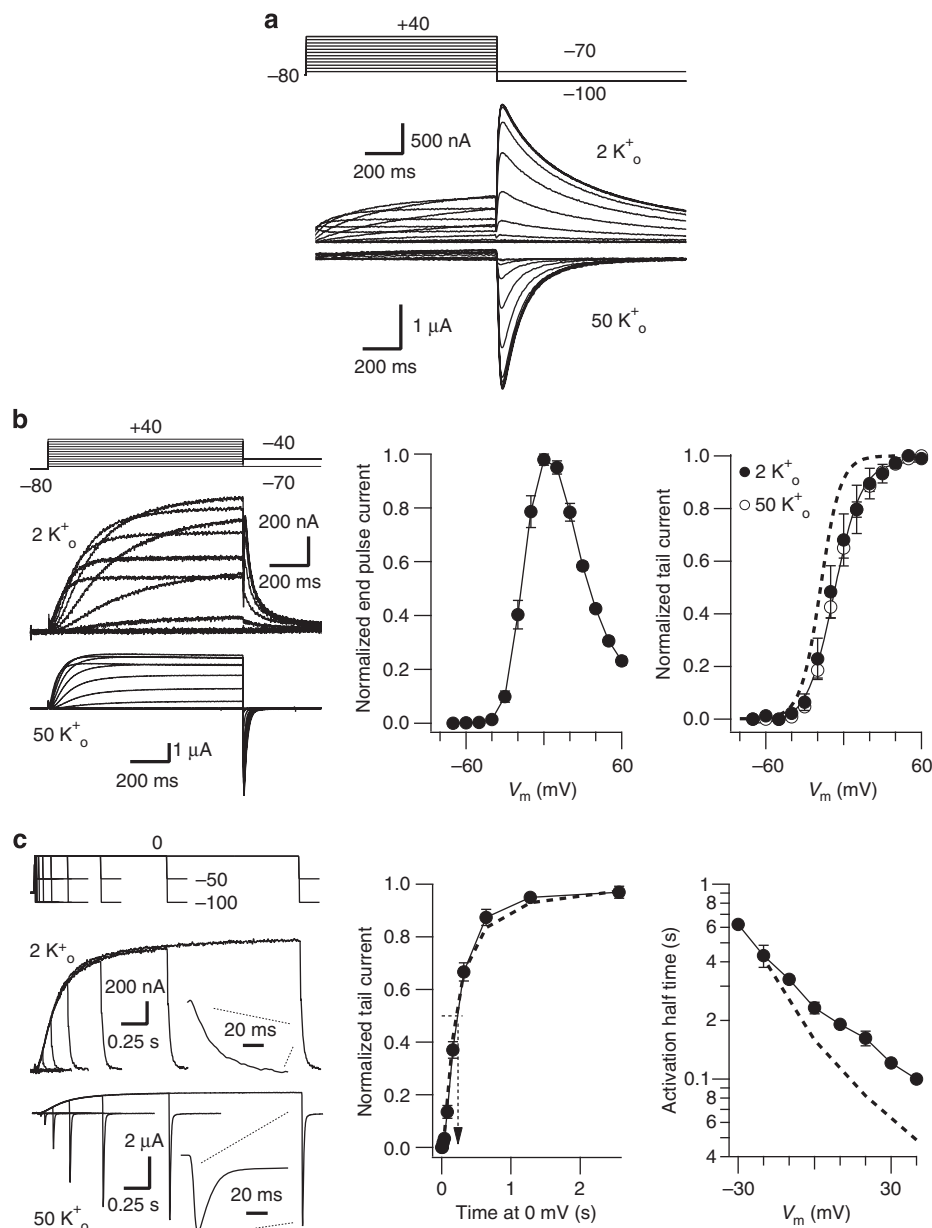 a
+40
−80
−70
−100
500 nA
200 ms
2 K⁺ₒ
1 μA
200 ms
50 K⁺ₒ
b
+40
−40
−80
−70
2 K⁺ₒ
200 nA
200 ms
50 K⁺ₒ
1 μA
200 ms
Normalized end pulse current
1.0
0.8
0.6
0.4
0.2
0.0
−60
60
Vm (mV)
Normalized tail current
1.0
0.8
0.6
0.4
0.2
0.0
2 K⁺ₒ
50 K⁺ₒ
−60
60
Vm (mV)
c
0
−50
−100
2 K⁺ₒ
200 nA
0.25 s
20 ms
2 μA
0.25 s
20 ms
50 K⁺ₒ
Normalized tail current
1.0
0.8
0.6
0.4
0.2
0.0
0
1
2
Time at 0 mV (s)
Activation half time (s)
1
8
6
4
2
0.1
8
6
4
−30
30
Vm (mV)